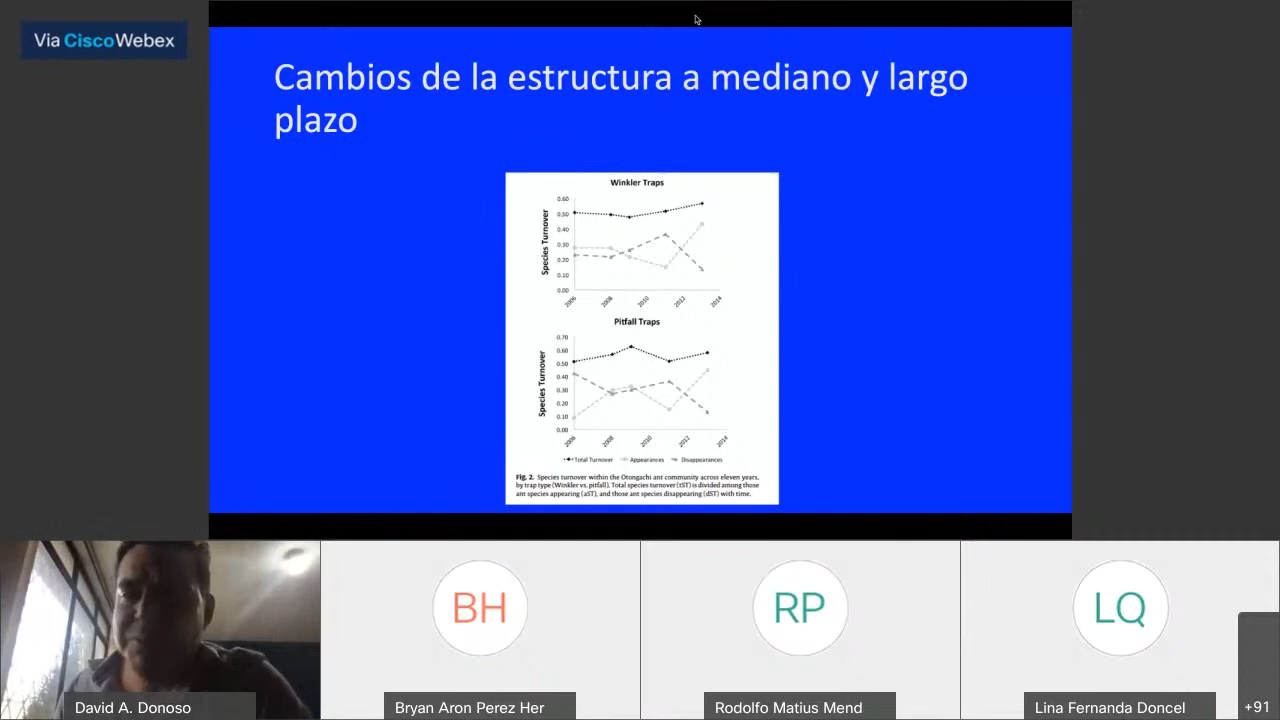 Via Cisco Webex
Cambios de la estructura a mediano y largo
plazo
Winkler Traps
0.60
0.50
0.40
0.30
0.20
0.10
0.00
Species Turnover
2006
2008
2010
2012
2014
Pitfall Traps
0.70
0.60
0.50
0.40
0.30
0.20
0.10
0.00
Species Turnover
2006
2008
2010
2012
2014
Total Turnover
Appearances
Disappearances
Fig. 2. Species turnover within the Otongachi ant community across eleven years,
by trap type (Winkler vs. pitfall). Total species turnover (tST) is divided among those
ant species appearing (aST), and those ant species disappearing (dST) with time.
BH
RP
LQ
David A. Donoso
Bryan Aron Perez Her
Rodolfo Matius Mend
Lina Fernanda Doncel
+91